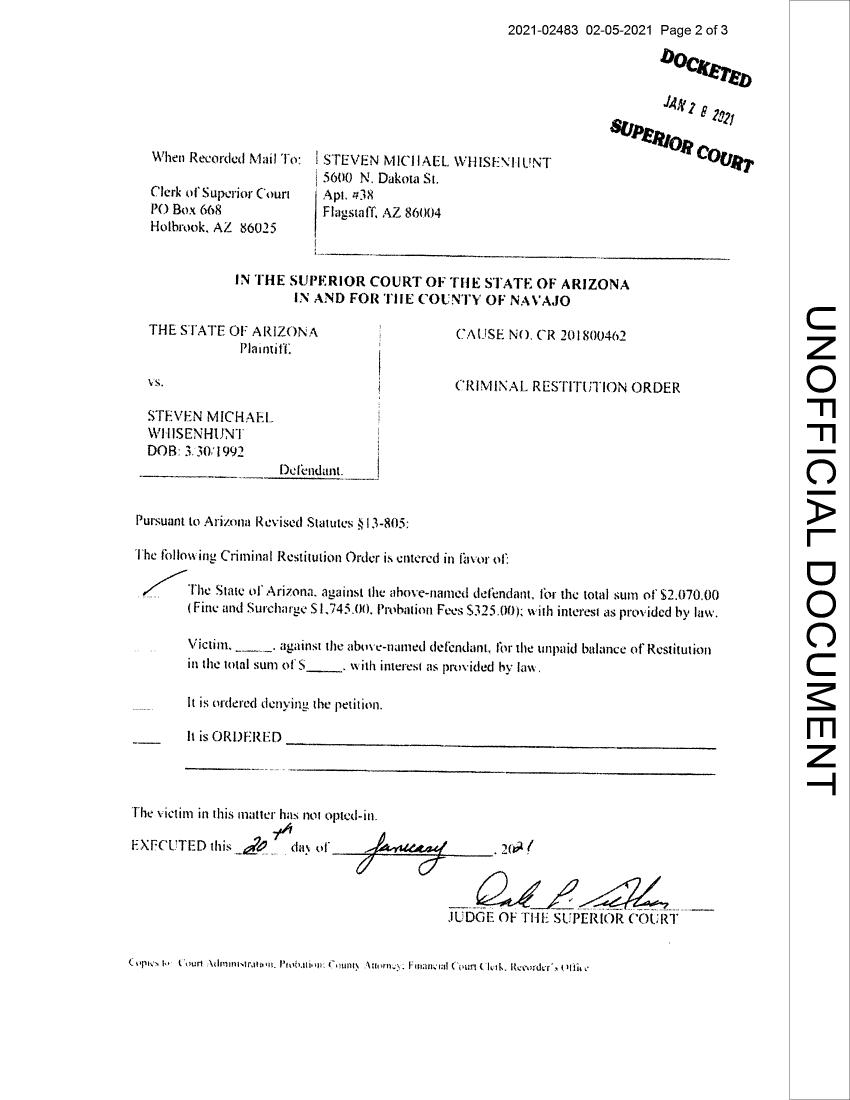 2021-02483 02-05-2021 Page 2 of 3
DOCKETED
JAN 28 2021
SUPERIOR COURT
When Recorded Mail To:
Clerk of Superior Court
PO Box 668
Holbrook, AZ 86025
STEVEN MICHAEL WHISENHUNT
5600 N. Dakota St.
Apt. #38
Flagstaff, AZ 86004
IN THE SUPERIOR COURT OF THE STATE OF ARIZONA
IN AND FOR THE COUNTY OF NAVAJO
THE STATE OF ARIZONA
Plaintiff,
vs.
STEVEN MICHAEL
WHISENHUNT
DOB: 3/30/1992
Defendant.
CAUSE NO. CR 201800462
CRIMINAL RESTITUTION ORDER
Pursuant to Arizona Revised Statutes §13-805:
The following Criminal Restitution Order is entered in favor of:
The State of Arizona, against the above-named defendant, for the total sum of $2,070.00
(Fine and Surcharge $1,745.00, Probation Fees $325.00); with interest as provided by law.
Victim, _____, against the above-named defendant, for the unpaid balance of Restitution
in the total sum of $_____, with interest as provided by law.
It is ordered denying the petition.
It is ORDERED
The victim in this matter has not opted-in.
EXECUTED this 20th day of January, 2021
JUDGE OF THE SUPERIOR COURT
Copies to: Court Administration, Probation; County Attorney; Financial Court Clerk, Recorder's Office
UNOFFICIAL DOCUMENT